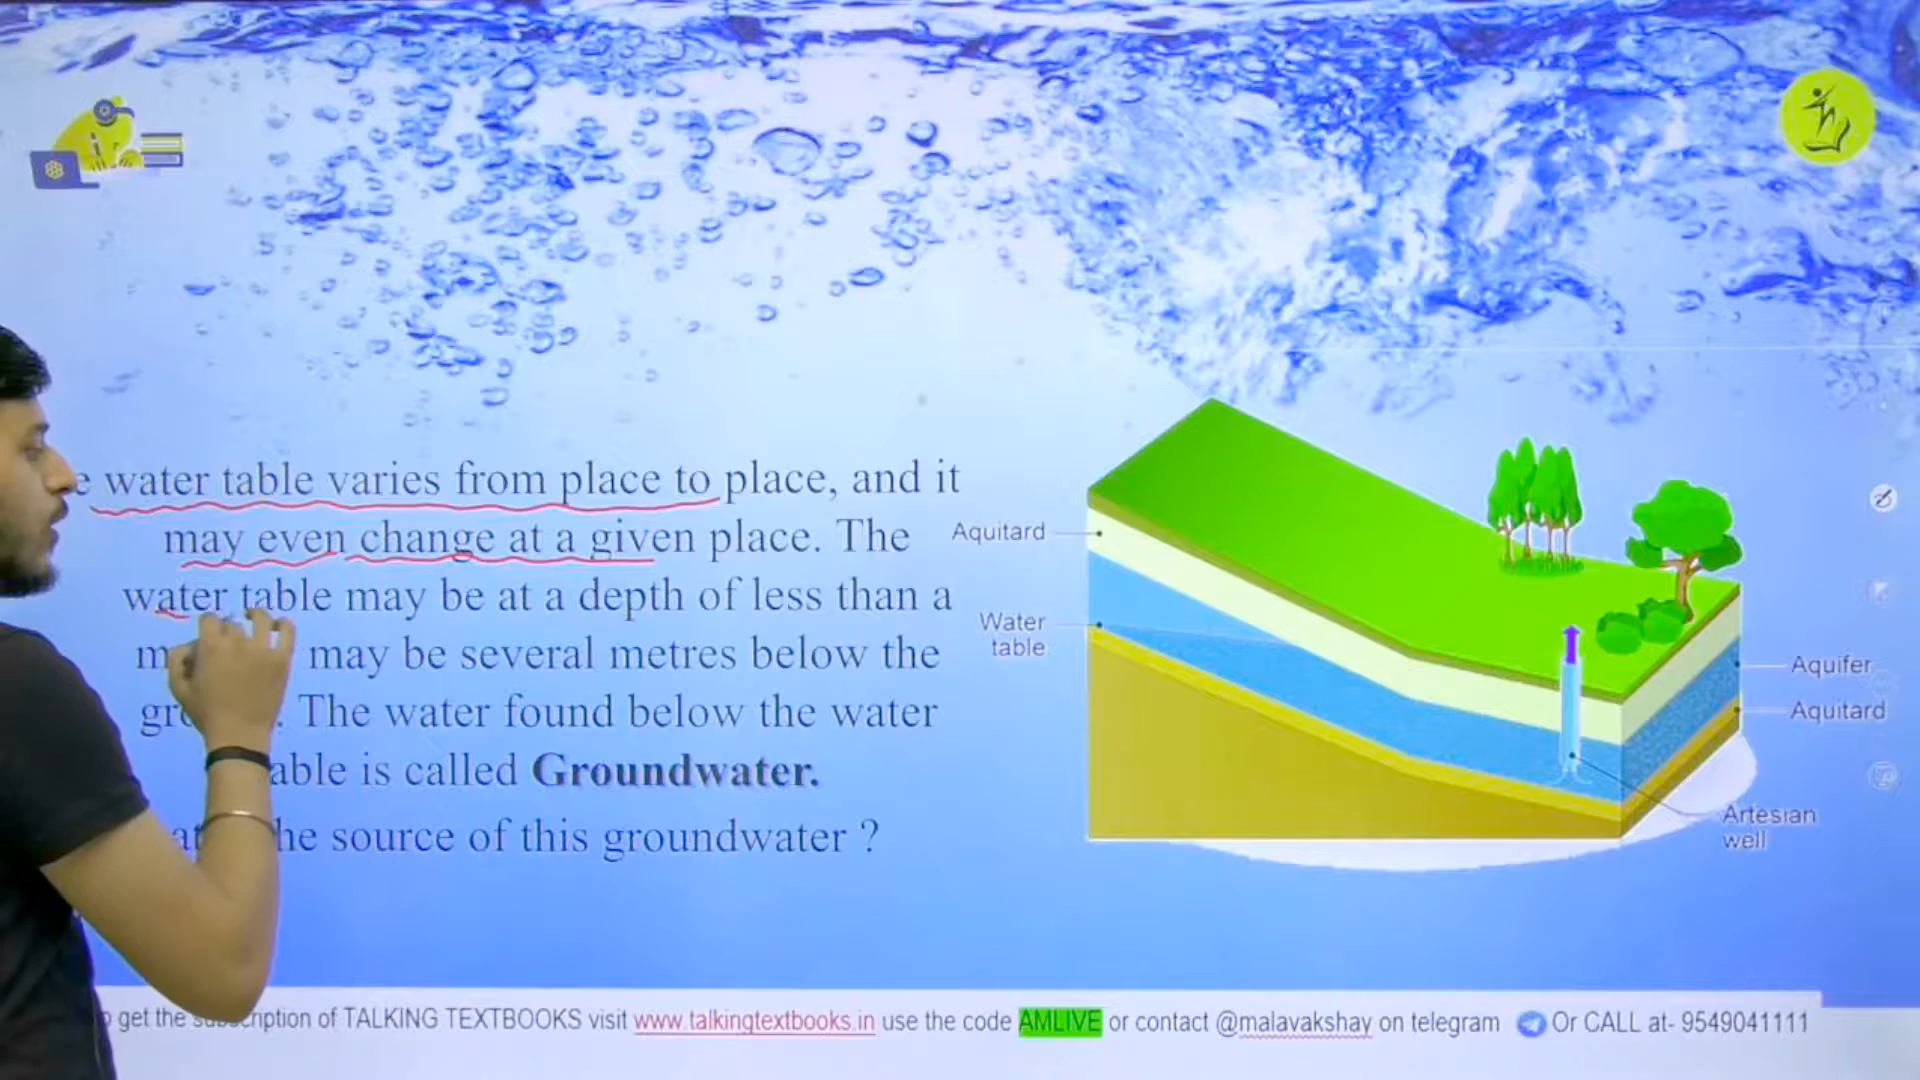 water table varies from place to place, and it
may even change at a given place. The
water table may be at a depth of less than a
may be several metres below the
The water found below the water
is called Groundwater.
source of this groundwater ?
Aquitard
Water
table
Aquifer
Aquitard
Artesian
well
get the subscription of TALKING TEXTBOOKS visit www.talkingtextbooks.in use the code AMLIVE or contact @malavakshay on telegram Or CALL at- 9549041111